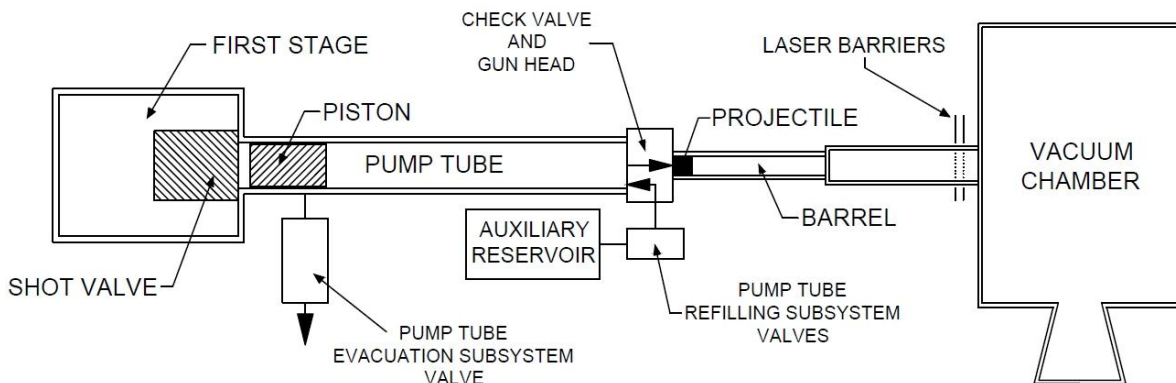 FIRST STAGE
PISTON
PUMP TUBE
CHECK VALVE
AND
GUN HEAD
PROJECTILE
LASER BARRIERS
VACUUM
CHAMBER
BARREL
AUXILIARY
RESERVOIR
SHOT VALVE
PUMP TUBE
EVACUATION SUBSYSTEM
VALVE
PUMP TUBE
REFILLING SUBSYSTEM
VALVES